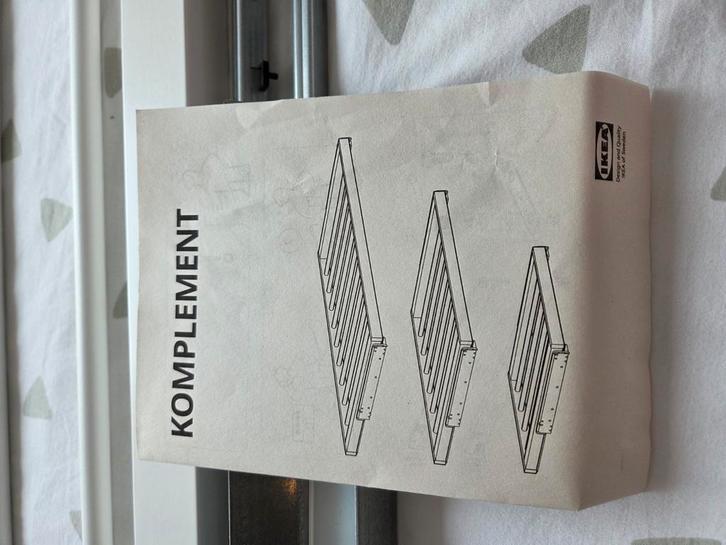 KOMPLEMENT
IKEA
Design and Quality
IKEA of Sweden